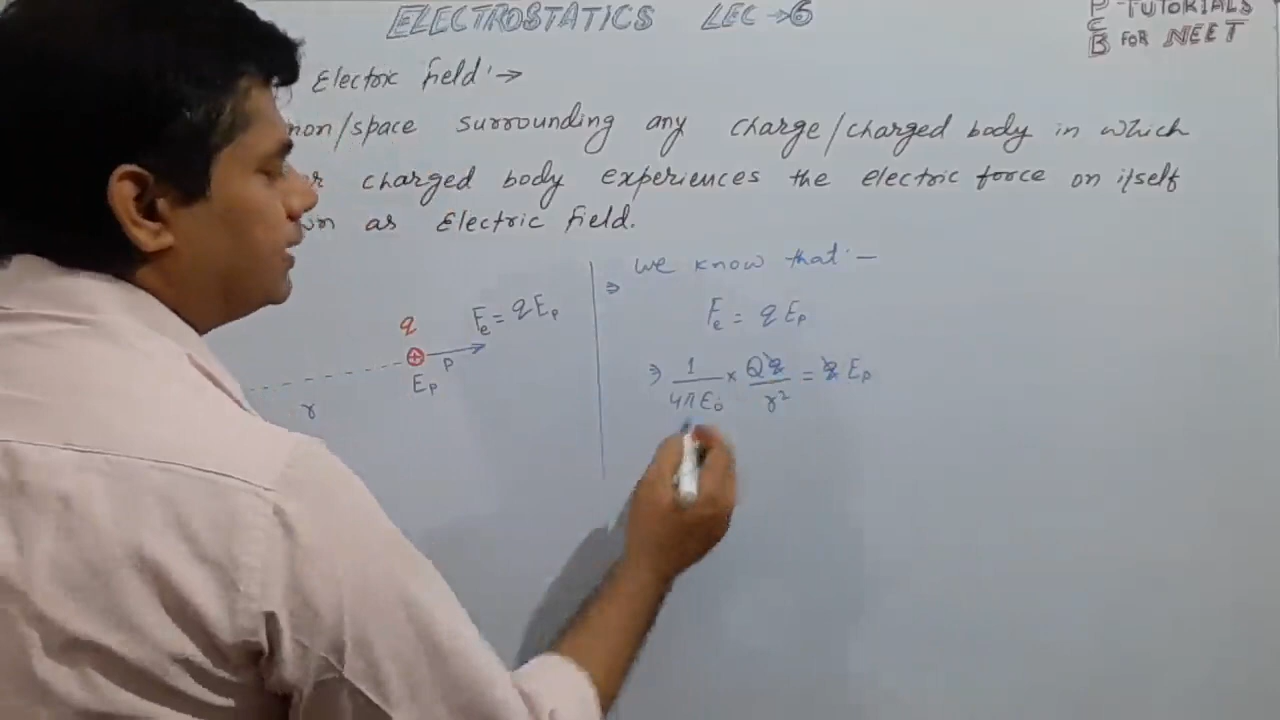 ELECTROSTATICS LEC → 6
P - TUTORIALS
C
B FOR NEET
Electric field :→
/space surrounding any charge/charged body in which
charged body experiences the electric force on itself
as Electric field.
We know that :—
⇒
q
Fe = qEp
P
Ep
r
Fe = qEp
⇒ 1/4πε₀ × Qq/r² = qEp